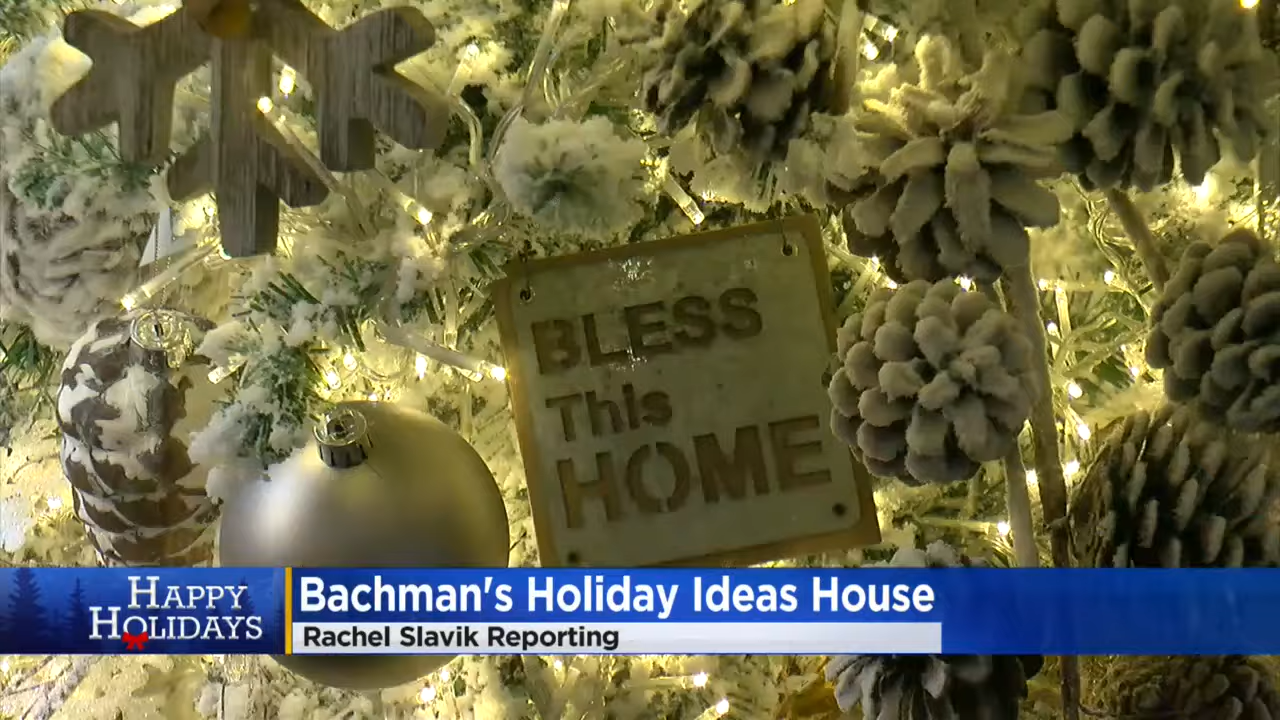 BLESS
This
HOME
HAPPY
HOLIDAYS
Bachman's Holiday Ideas House
Rachel Slavik Reporting